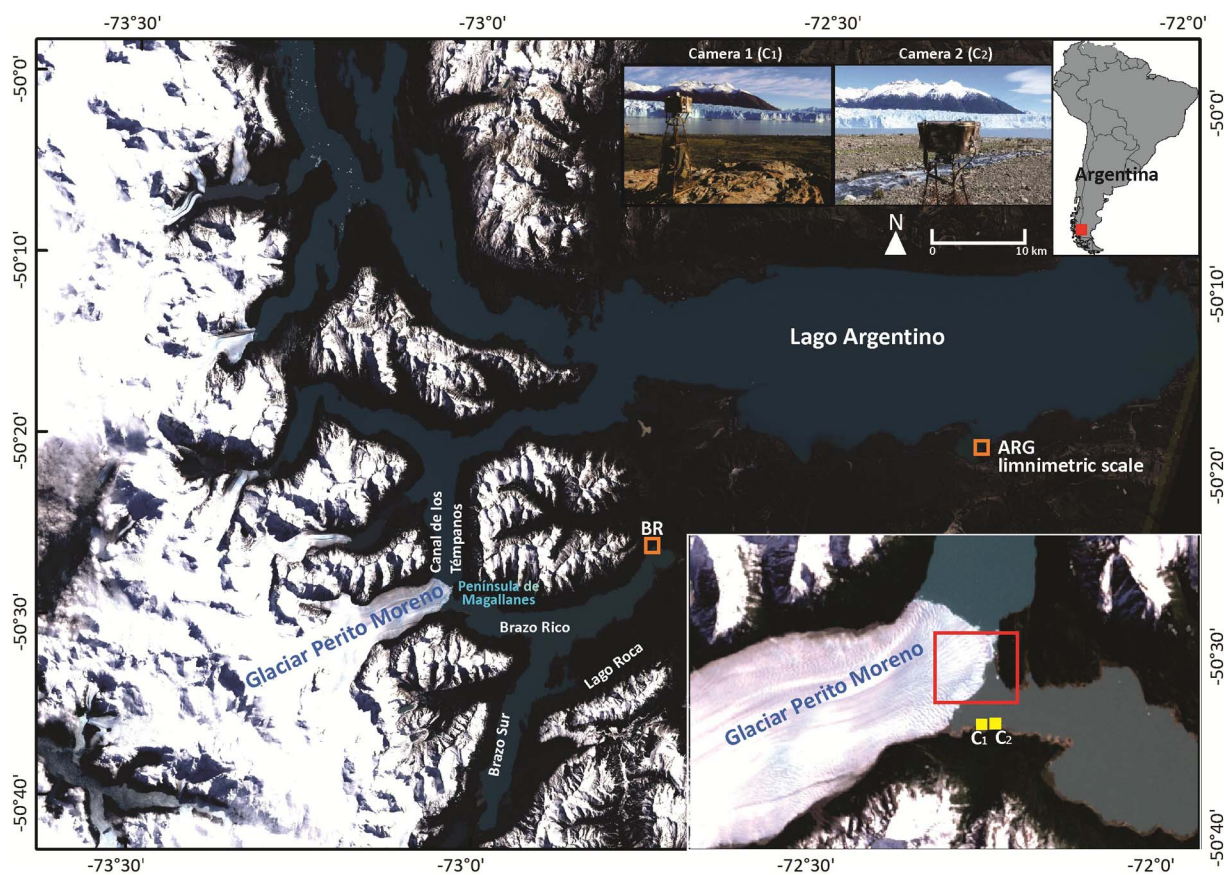 -73°30'
-73°0'
-72°30'
-72°0'
-50°0'
-50°10'
-50°20'
-50°30'
-50°40'
Camera 1 (C1)
Camera 2 (C2)
Argentina
N
0
10 km
Lago Argentino
ARG
limnimetric scale
BR
Canal de los
Témpanos
Península de
Magallanes
Glaciar Perito Moreno
Brazo Rico
Lago Roca
Brazo Sur
Glaciar Perito Moreno
C1
C2
-50°0'
-50°10'
-50°20'
-50°30'
-50°40'
-73°30'
-73°0'
-72°30'
-72°0'